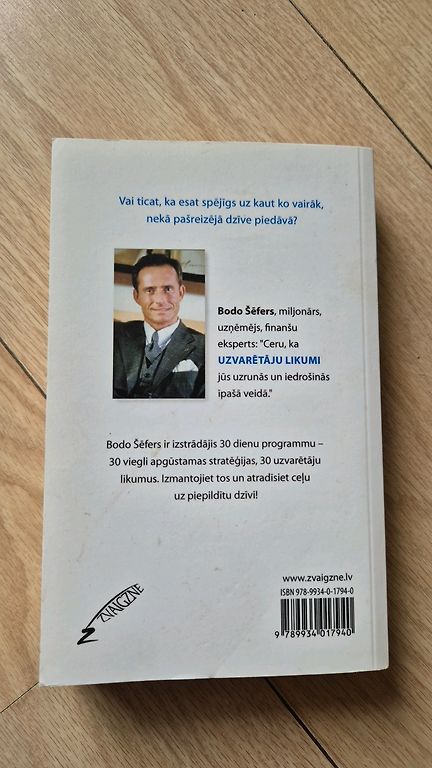 Vai ticat, ka esat spējīgs uz kaut ko vairāk,
nekā pašreizējā dzīve piedāvā?
Bodo Šēfers, miljonārs,
uzņēmējs, finanšu
eksperts: "Ceru, ka
UZVARĒTĀJU LIKUMI
jūs uzrunās un iedrošinās
īpašā veidā."
Bodo Šēfers ir izstrādājis 30 dienu programmu –
30 viegli apgūstamas stratēģijas, 30 uzvarētāju
likumus. Izmantojiet tos un atradīsiet ceļu
uz piepildītu dzīvi!
ZVAIGZNE
www.zvaigzne.lv
ISBN 978-9934-0-1794-0
9 789934 017940